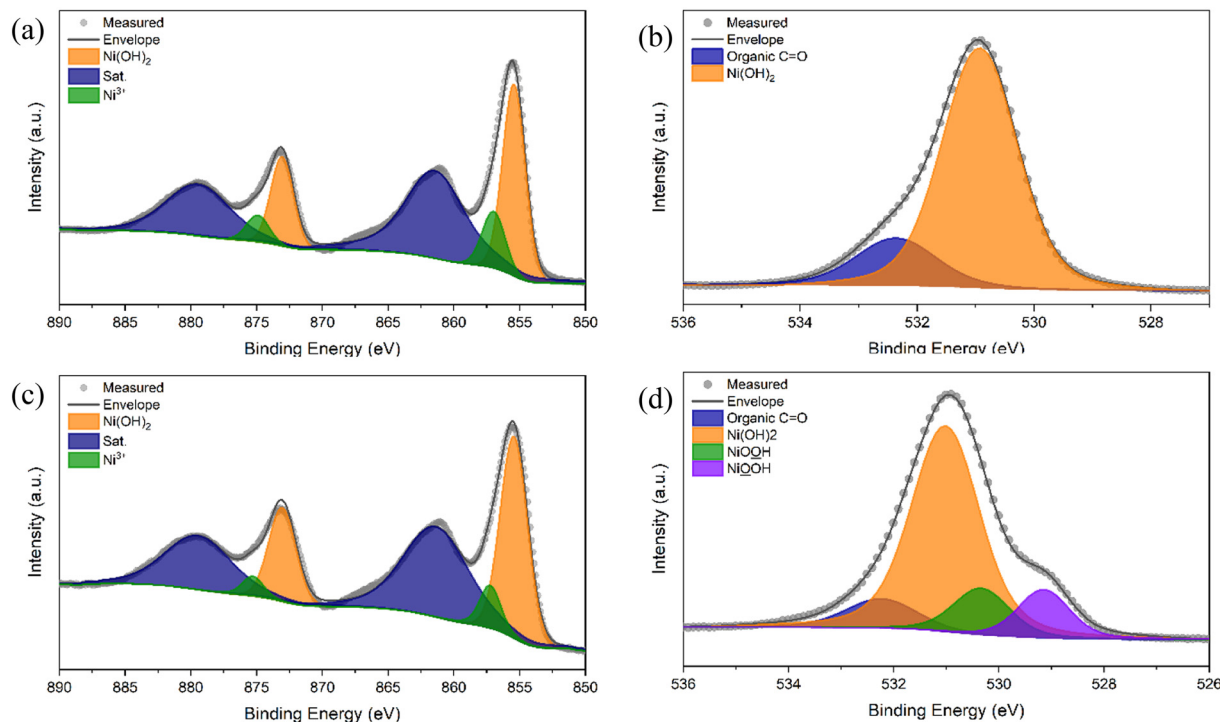 (a)
Measured
Envelope
Ni(OH)₂
Sat.
Ni³⁺
Intensity (a.u.)
890 885 880 875 870 865 860 855 850
Binding Energy (eV)
(b)
Measured
Envelope
Organic C=O
Ni(OH)₂
Intensity (a.u.)
536 534 532 530 528
Binding Energy (eV)
(c)
Measured
Envelope
Ni(OH)₂
Sat.
Ni³⁺
Intensity (a.u.)
890 885 880 875 870 865 860 855 850
Binding Energy (eV)
(d)
Measured
Envelope
Organic C=O
Ni(OH)2
NiOOH
NiOOH
Intensity (a.u.)
536 534 532 530 528 526
Binding Energy (eV)